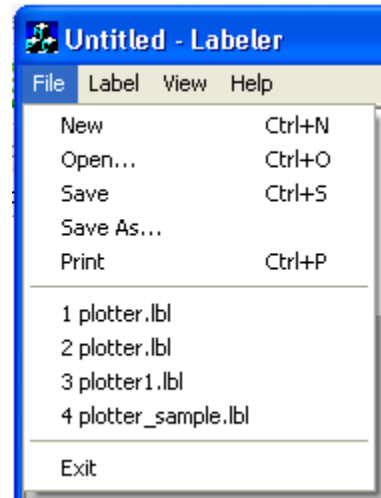 Untitled - Labeler
File Label View Help
New Ctrl+N
Open... Ctrl+O
Save Ctrl+S
Save As...
Print Ctrl+P
1 plotter.lbl
2 plotter.lbl
3 plotter1.lbl
4 plotter_sample.lbl
Exit